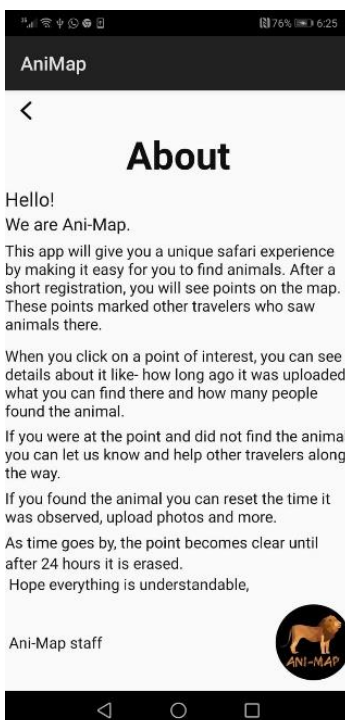 76% 6:25
AniMap
About
Hello!
We are Ani-Map.
This app will give you a unique safari experience
by making it easy for you to find animals. After a
short registration, you will see points on the map.
These points marked other travelers who saw
animals there.
When you click on a point of interest, you can see
details about it like- how long ago it was uploaded
what you can find there and how many people
found the animal.
If you were at the point and did not find the anima
you can let us know and help other travelers along
the way.
If you found the animal you can reset the time it
was observed, upload photos and more.
As time goes by, the point becomes clear until
after 24 hours it is erased.
Hope everything is understandable,
Ani-Map staff
ANI-MAP